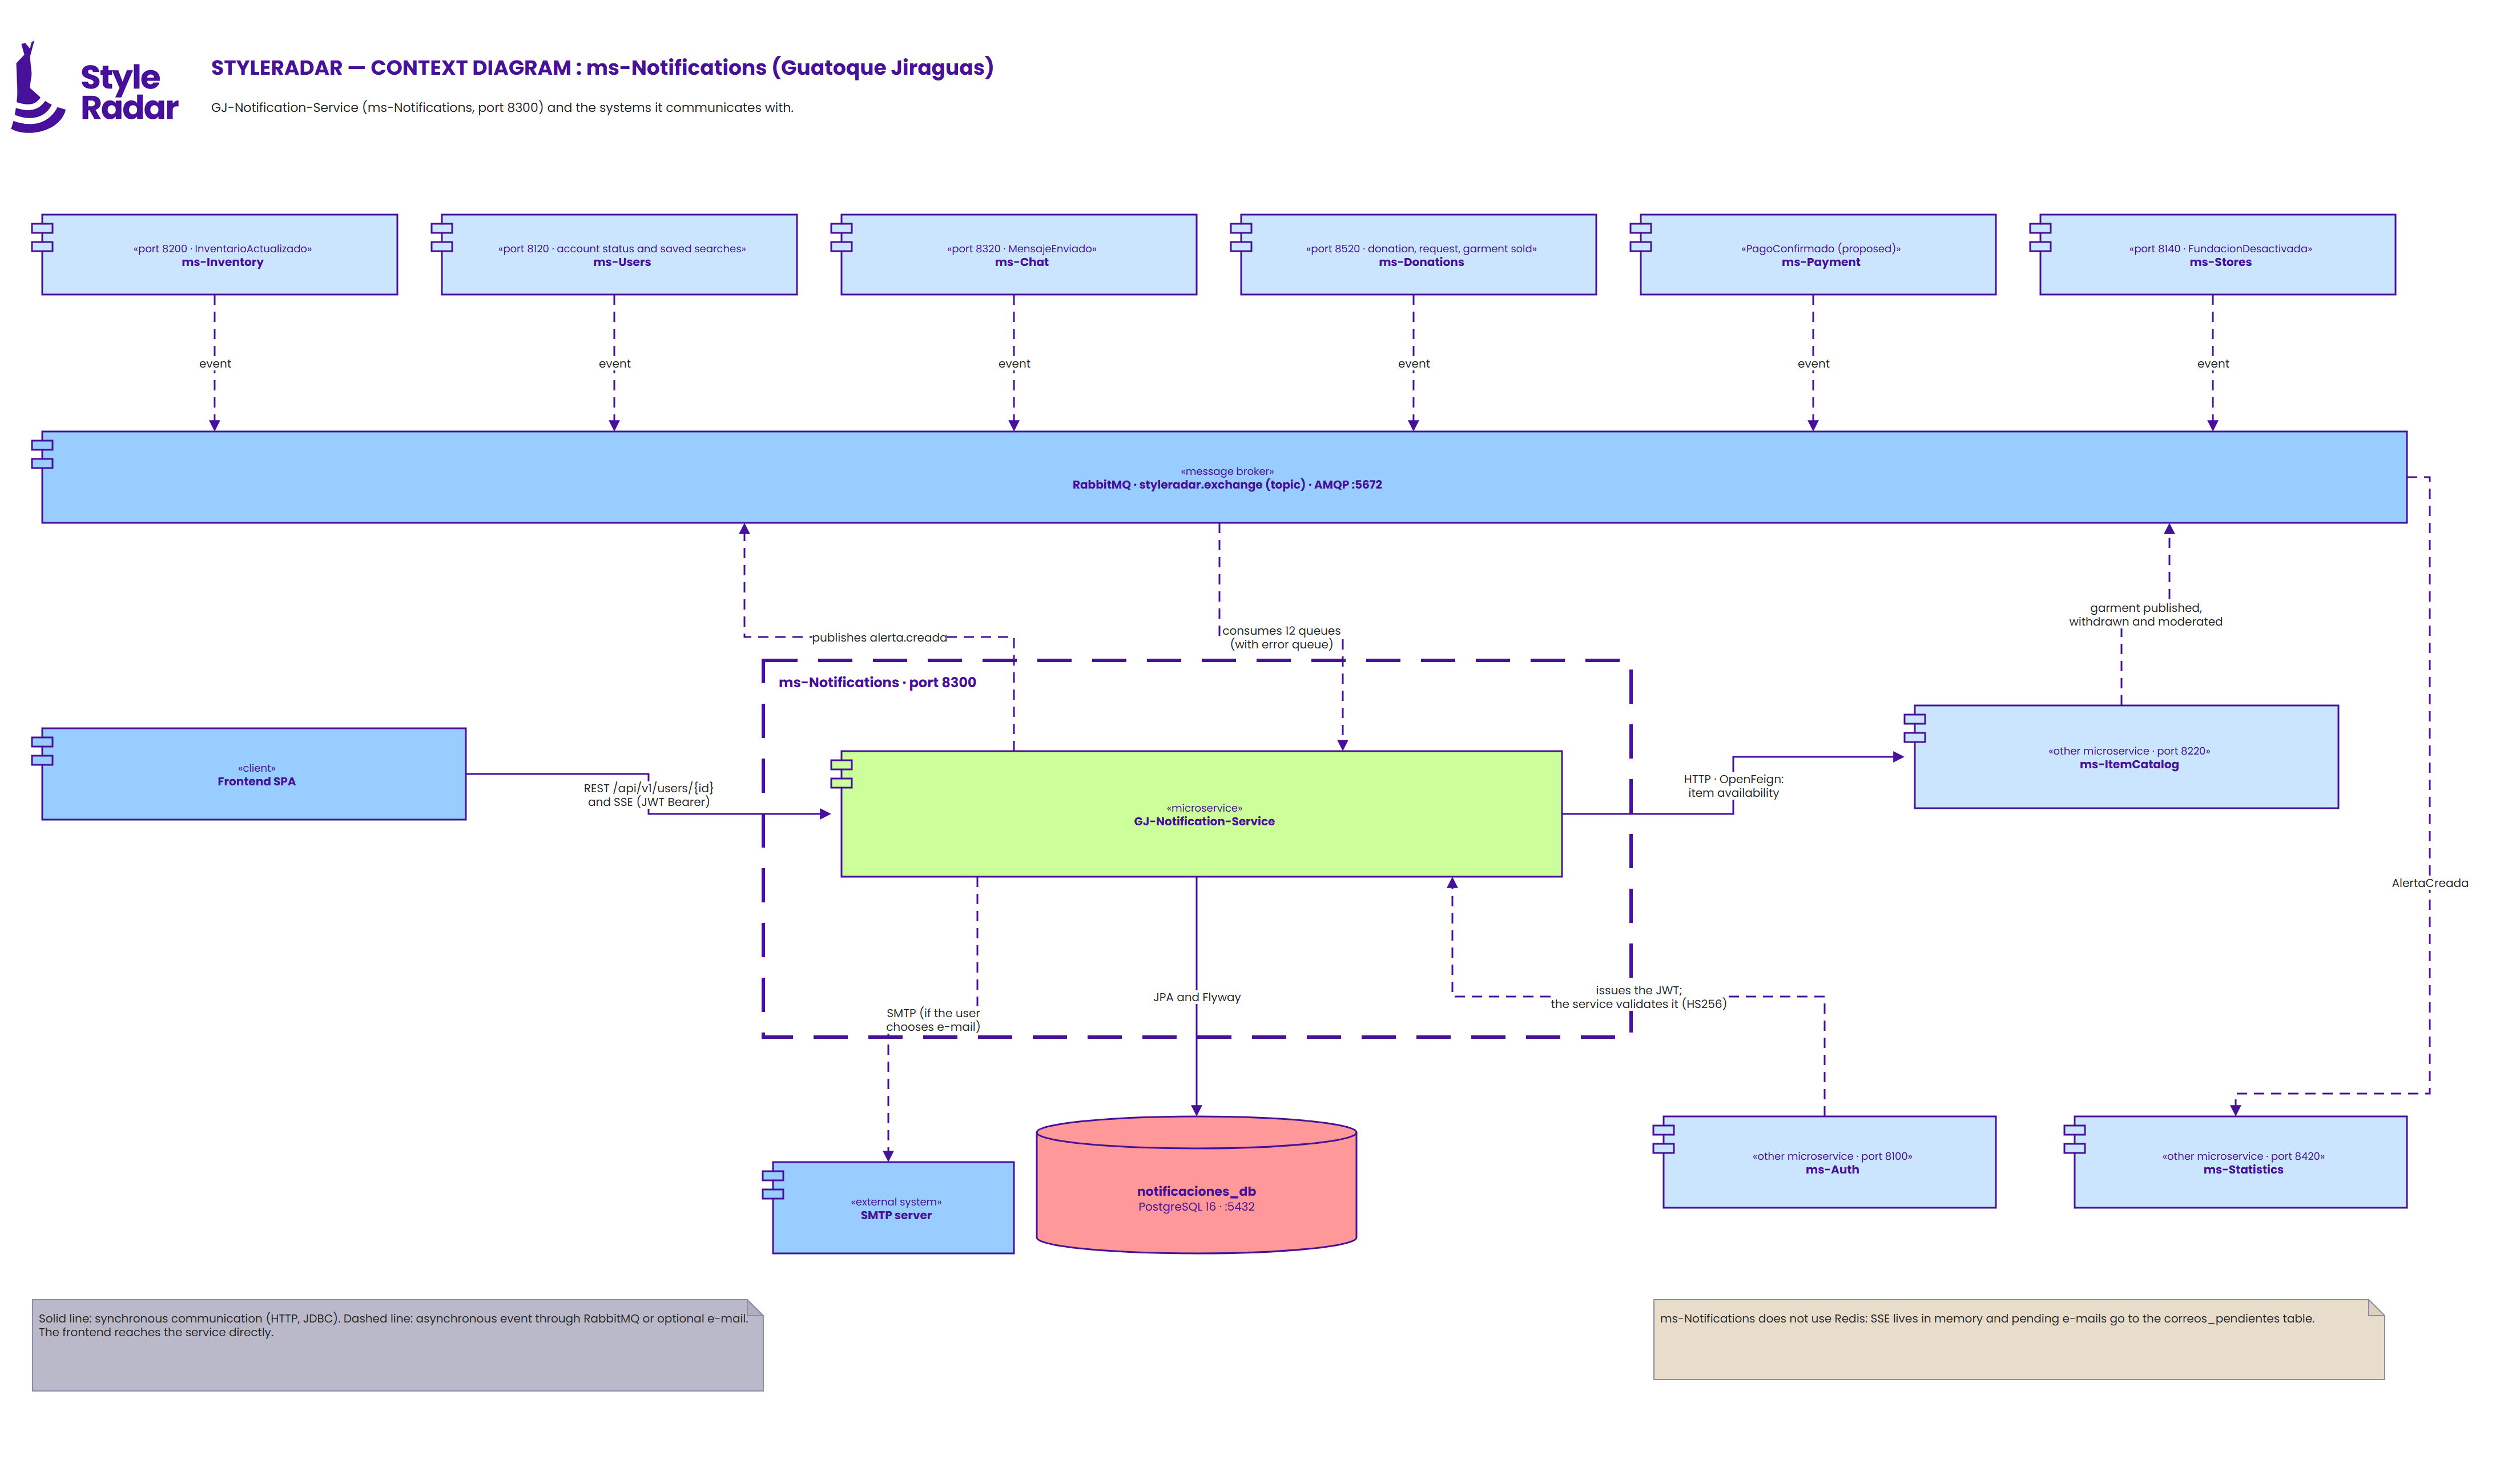 Style
Radar
STYLERADAR — CONTEXT DIAGRAM : ms-Notifications (Guatoque Jiraguas)
GJ-Notification-Service (ms-Notifications, port 8300) and the systems it communicates with.
«port 8200 · InventarioActualizado»
ms-Inventory
«port 8120 · account status and saved searches»
ms-Users
«port 8320 · MensajeEnviado»
ms-Chat
«port 8520 · donation, request, garment sold»
ms-Donations
«PagoConfirmado (proposed)»
ms-Payment
«port 8140 · FundacionDesactivada»
ms-Stores
event
event
event
event
event
event
«message broker»
RabbitMQ · styleradar.exchange (topic) · AMQP :5672
publishes alerta.creada
consumes 12 queues
(with error queue)
garment published,
withdrawn and moderated
ms-Notifications · port 8300
«client»
Frontend SPA
REST /api/v1/users/{id}
and SSE (JWT Bearer)
«microservice»
GJ-Notification-Service
HTTP · OpenFeign:
item availability
«other microservice · port 8220»
ms-ItemCatalog
AlertaCreada
SMTP (if the user
chooses e-mail)
JPA and Flyway
issues the JWT;
the service validates it (HS256)
«external system»
SMTP server
notificaciones_db
PostgreSQL 16 · :5432
«other microservice · port 8100»
ms-Auth
«other microservice · port 8420»
ms-Statistics
Solid line: synchronous communication (HTTP, JDBC). Dashed line: asynchronous event through RabbitMQ or optional e-mail.
The frontend reaches the service directly.
ms-Notifications does not use Redis: SSE lives in memory and pending e-mails go to the correos_pendientes table.